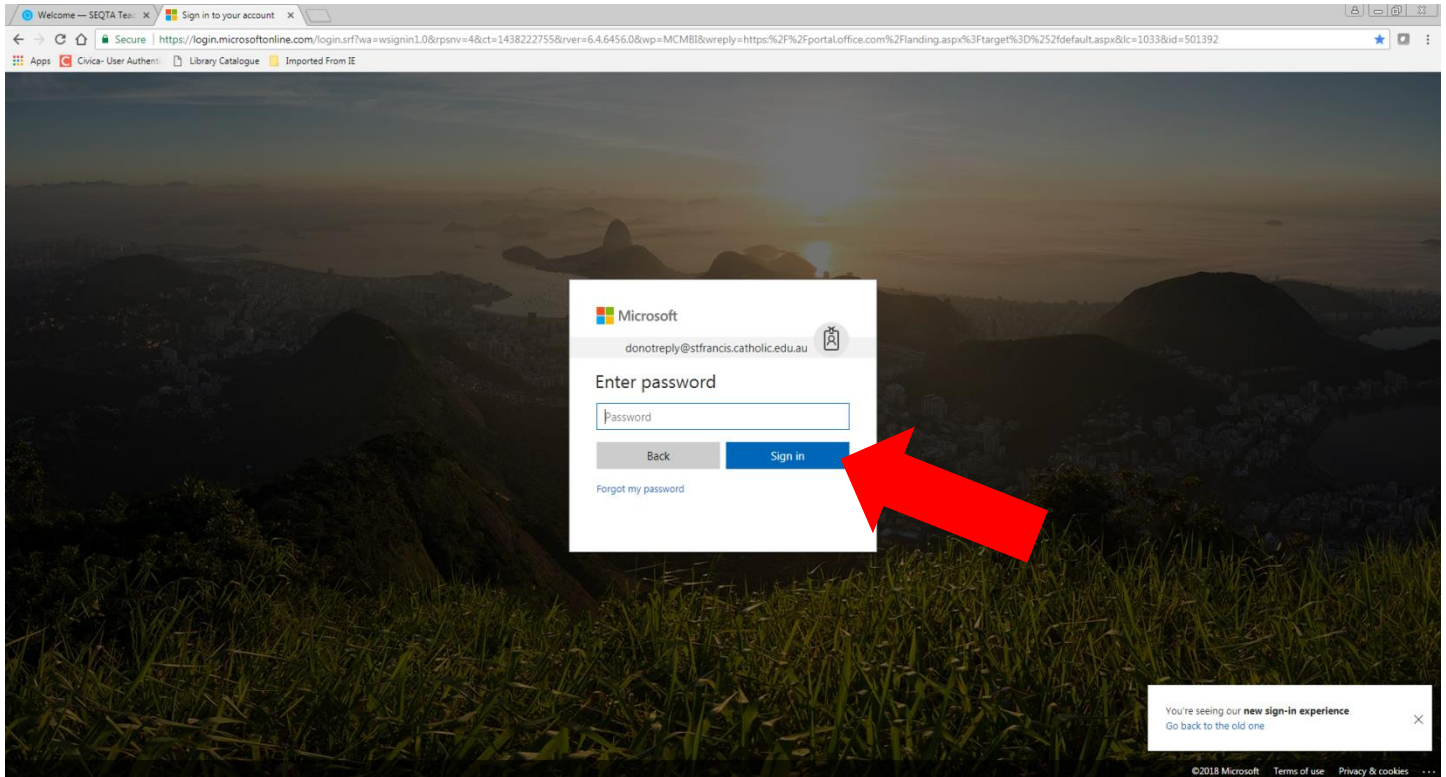 Welcome — SEQTA Teac
Sign in to your account
Secure | https://login.microsoftonline.com/login.srf?wa=wsignin1.0&rpsnv=4&ct=1438222755&rver=6.4.6456.0&wp=MCMBI&wreply=https:%2F%2Fportal.office.com%2Flanding.aspx%3Ftarget%3D%252fdefault.aspx&lc=1033&id=501392
Apps Civica- User Authenti Library Catalogue Imported From IE
Microsoft
donotreply@stfrancis.catholic.edu.au
Enter password
Password
Back Sign in
Forgot my password
You're seeing our new sign-in experience
Go back to the old one
©2018 Microsoft Terms of use Privacy & cookies ...